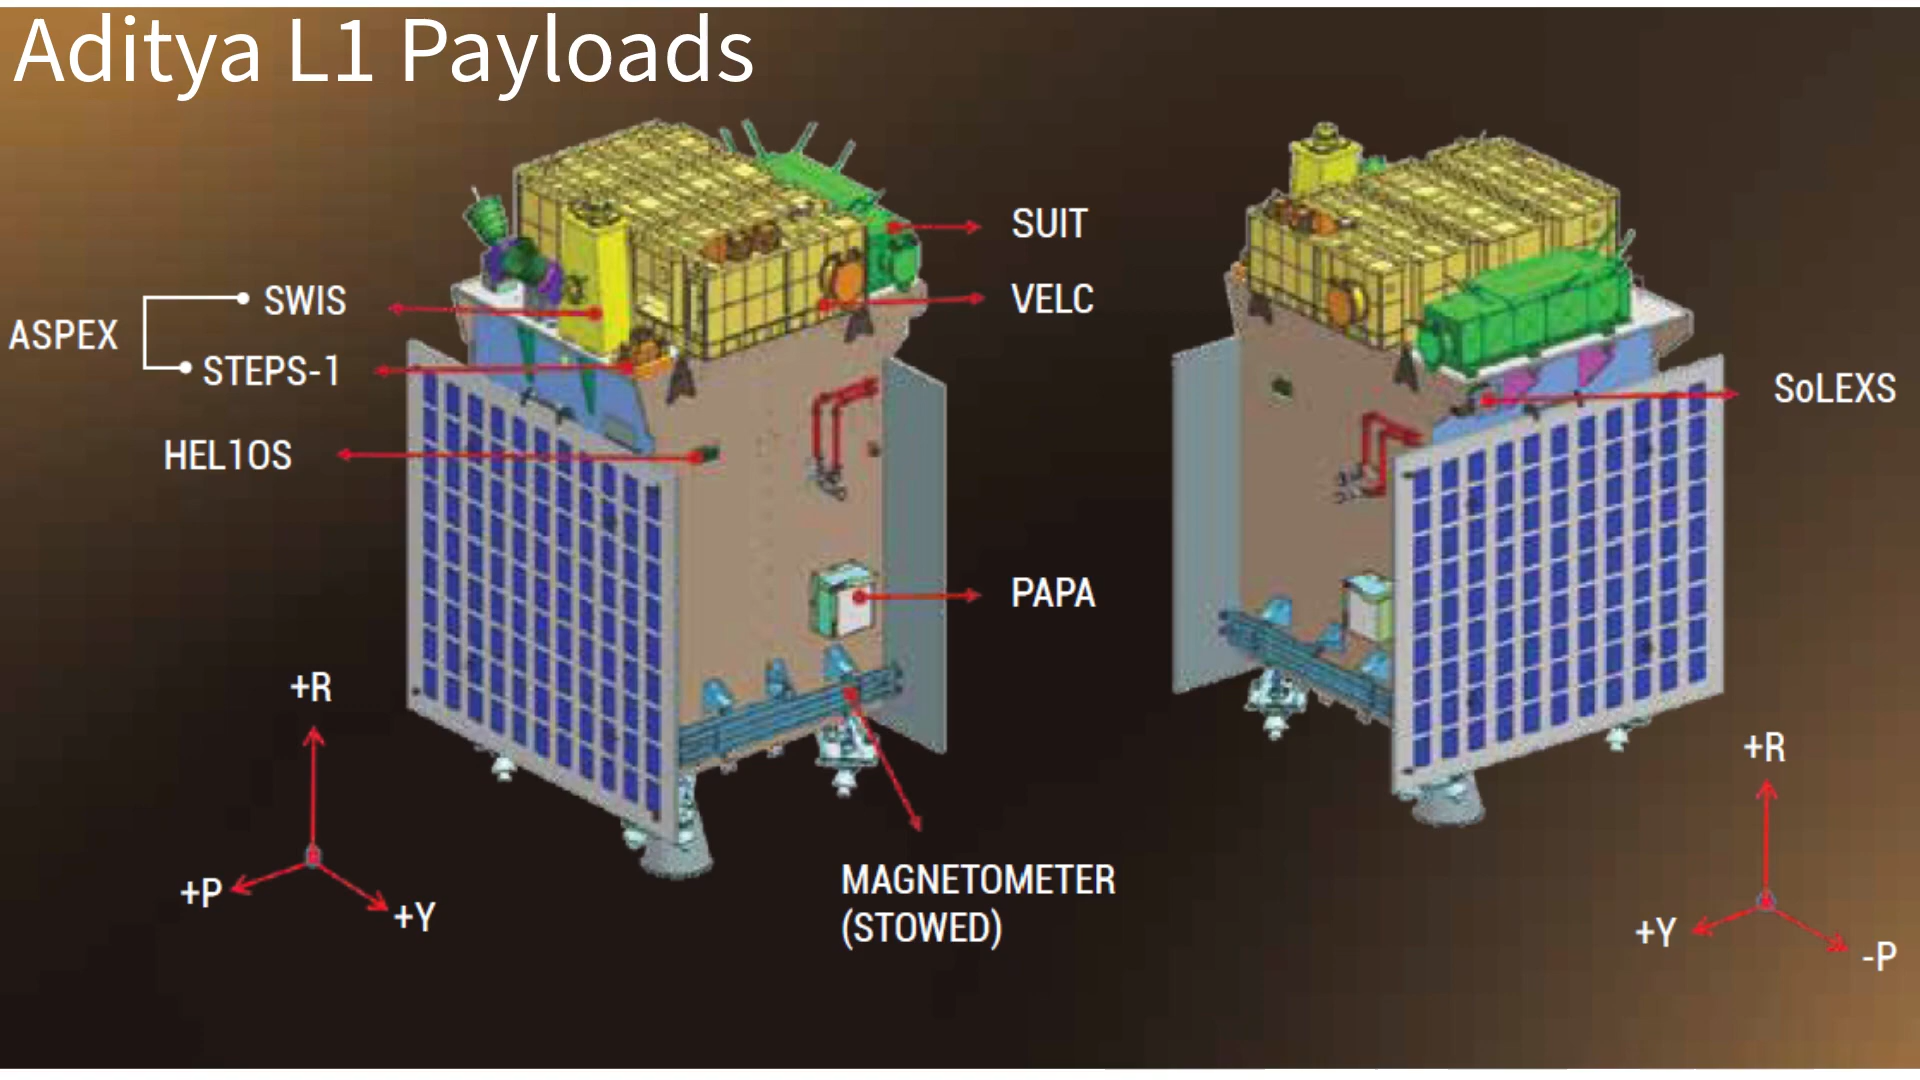 Aditya L1 Payloads
SUIT
VELC
ASPEX
SWIS
STEPS-1
HEL1OS
PAPA
MAGNETOMETER
(STOWED)
+R
+P
+Y
SoLEXS
+R
+Y
-P